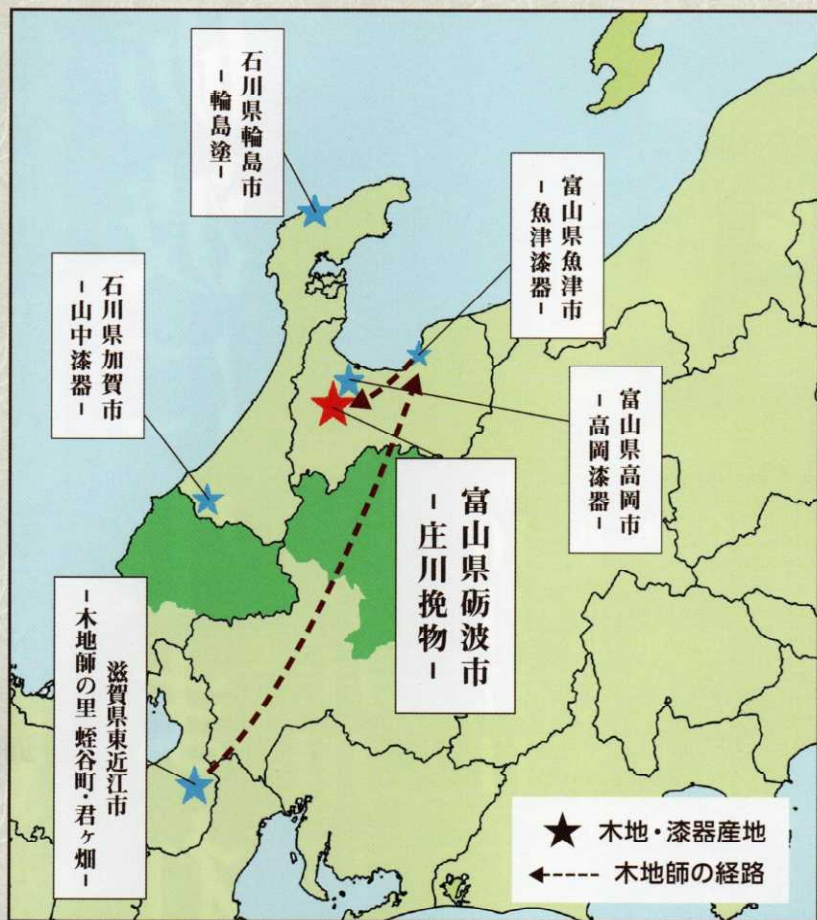 石川県輪島市
-輪島塗-
富山県魚津市
-魚津漆器-
石川県加賀市
-山中漆器-
富山県高岡市
-高岡漆器-
富山県砺波市
-庄川挽物-
滋賀県東近江市
-木地師の里 蛭谷町・君ヶ畑-
木地・漆器産地
木地師の経路